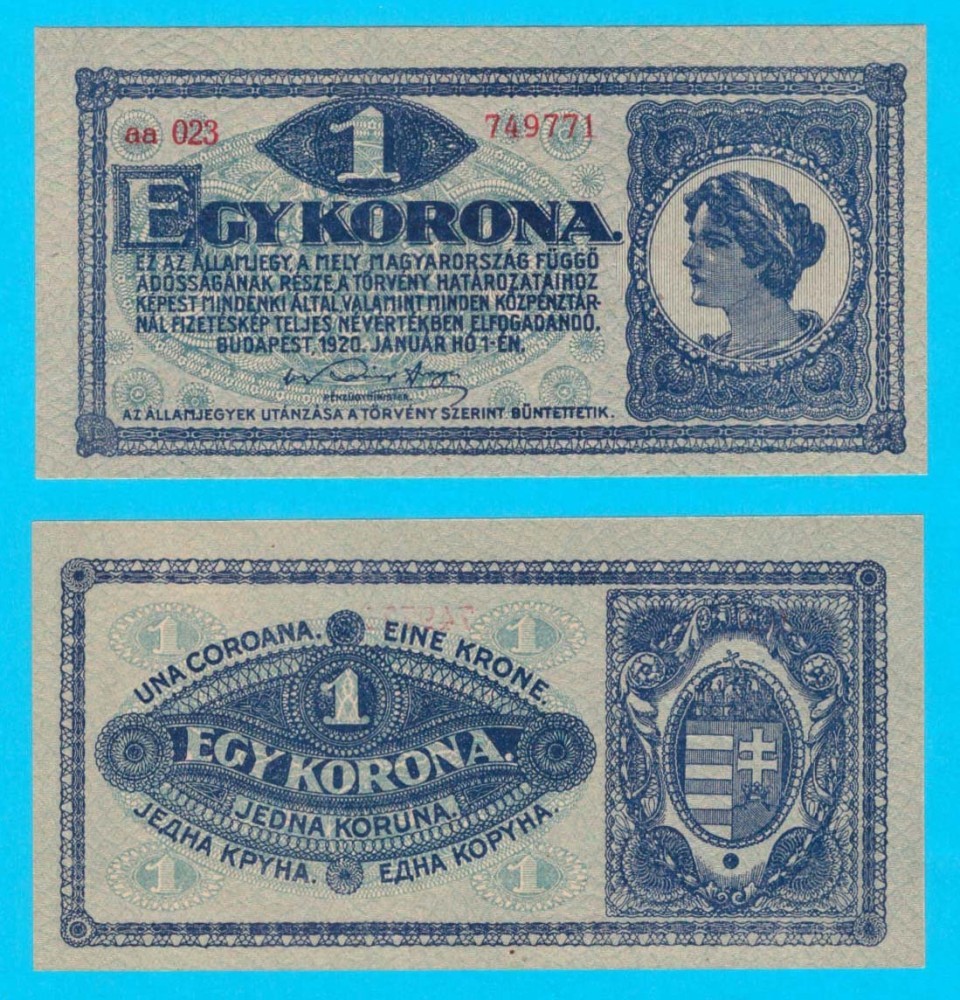 aa 023
1
749771
EGY KORONA.
EZ AZ ÁLLAMJEGY, A MELY MAGYARORSZÁG FÜGGŐ
ADÓSSÁGÁNAK RÉSZE, A TÖRVÉNY HATÁROZATAIHOZ
KÉPEST MINDENKI ÁLTAL, VALAMINT MINDEN KÖZPÉNZTÁR-
NÁL FIZETÉSKÉP TELJES NÉVÉRTÉKBEN ELFOGADANDÓ.
BUDAPEST, 1920. JANUÁR HÓ 1-ÉN.
PÉNZÜGYMINISTER.
AZ ÁLLAMJEGYEK UTÁNZÁSA A TÖRVÉNY SZERINT BÜNTETTETIK.
1
1
UNA COROANA.
EINE KRONE.
1
EGY KORONA.
JEDNA KORUNA.
ЈЕДНА КРУНА.
ЕДНА КОРУНА.
1
1